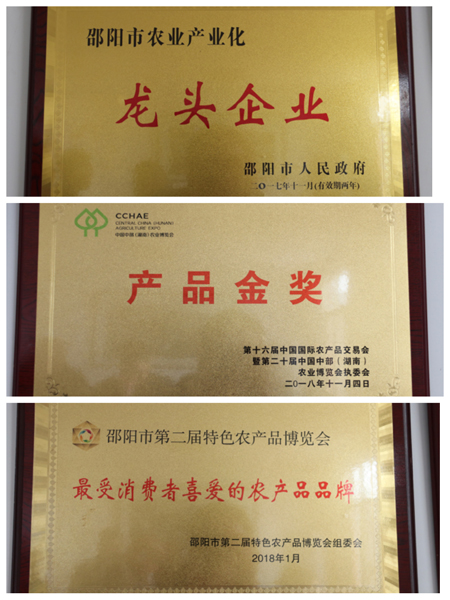 邵阳市农业产业化
龙头企业
邵阳市人民政府
二〇一七年十一月(有效期两年)
CCHAE
CENTRAL CHINA (HUNAN)
AGRICULTURE EXPO
中国中部（湖南）农业博览会
产品金奖
第十六届中国国际农产品交易会
暨第二十届中国中部（湖南）
农业博览会执委会
二〇一八年十一月四日
邵阳市第二届特色农产品博览会
最受消费者喜爱的农产品品牌
邵阳市第二届特色农产品博览会组委会
2018年1月